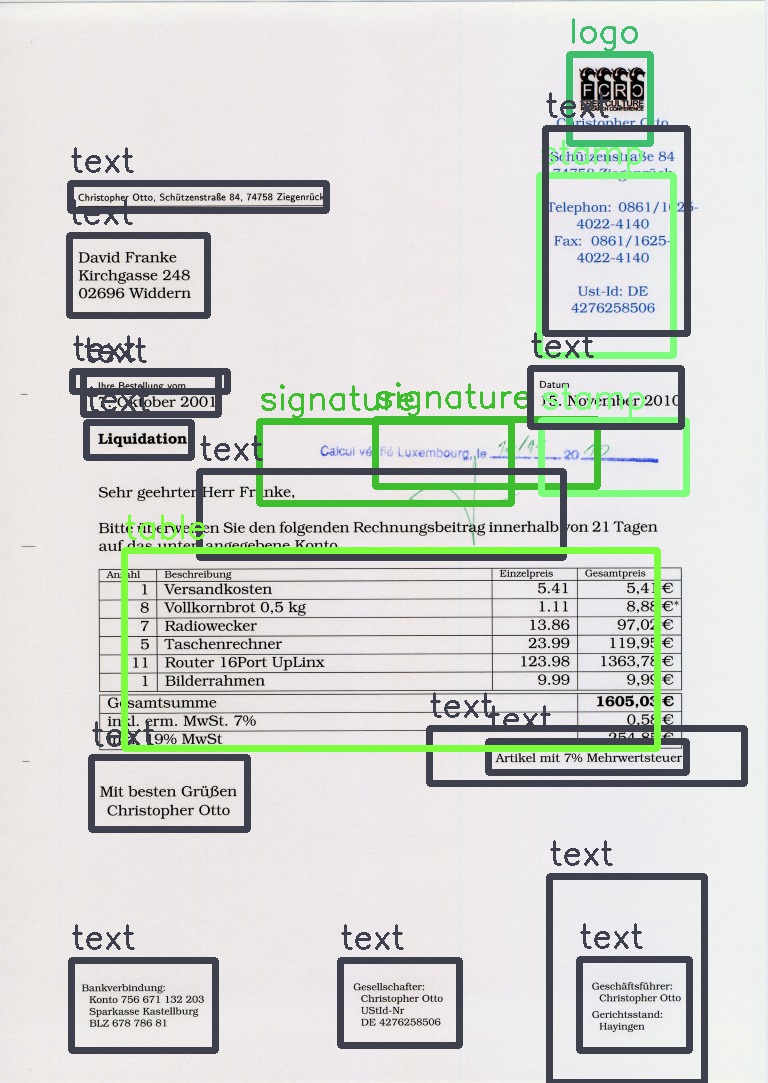 logo
FCRC
text
Christopher Otto
stamp
Schützenstraße 84
74758 Ziegenrück
text
Christopher Otto, Schützenstraße 84, 74758 Ziegenrück
text
Telephon: 0861/1625-
4022-4140
Fax: 0861/1625-
4022-4140
Ust-Id: DE
4276258506
David Franke
Kirchgasse 248
02696 Widdern
text
text
text
Ihre Bestellung vom
Oktober 2001
text
Datum
15. November 2010
signature
signature
stamp
text
Liquidation
text
Calcul vérifié Luxembourg, le 20
Sehr geehrter Herr Franke,
Bitte überweisen Sie den folgenden Rechnungsbeitrag innerhalb von 21 Tagen
auf das unten angegebene Konto
table
Anzahl Beschreibung Einzelpreis Gesamtpreis
1 Versandkosten 5.41 5,41€
8 Vollkornbrot 0,5 kg 1.11 8,88€*
7 Radiowecker 13.86 97,02€
5 Taschenrechner 23.99 119,95€
11 Router 16Port UpLinx 123.98 1363,78€
1 Bilderrahmen 9.99 9,99€
Gesamtsumme 1605,03€
inkl. erm. MwSt. 7% 0,58€
19% MwSt 254,85€
text
text
text
text
Artikel mit 7% Mehrwertsteuer
Mit besten Grüßen
Christopher Otto
text
text
text
text
Bankverbindung:
Konto 756 671 132 203
Sparkasse Kastellburg
BLZ 678 786 81
Gesellschafter:
Christopher Otto
UStId-Nr
DE 4276258506
Geschäftsführer:
Christopher Otto
Gerichtsstand:
Hayingen